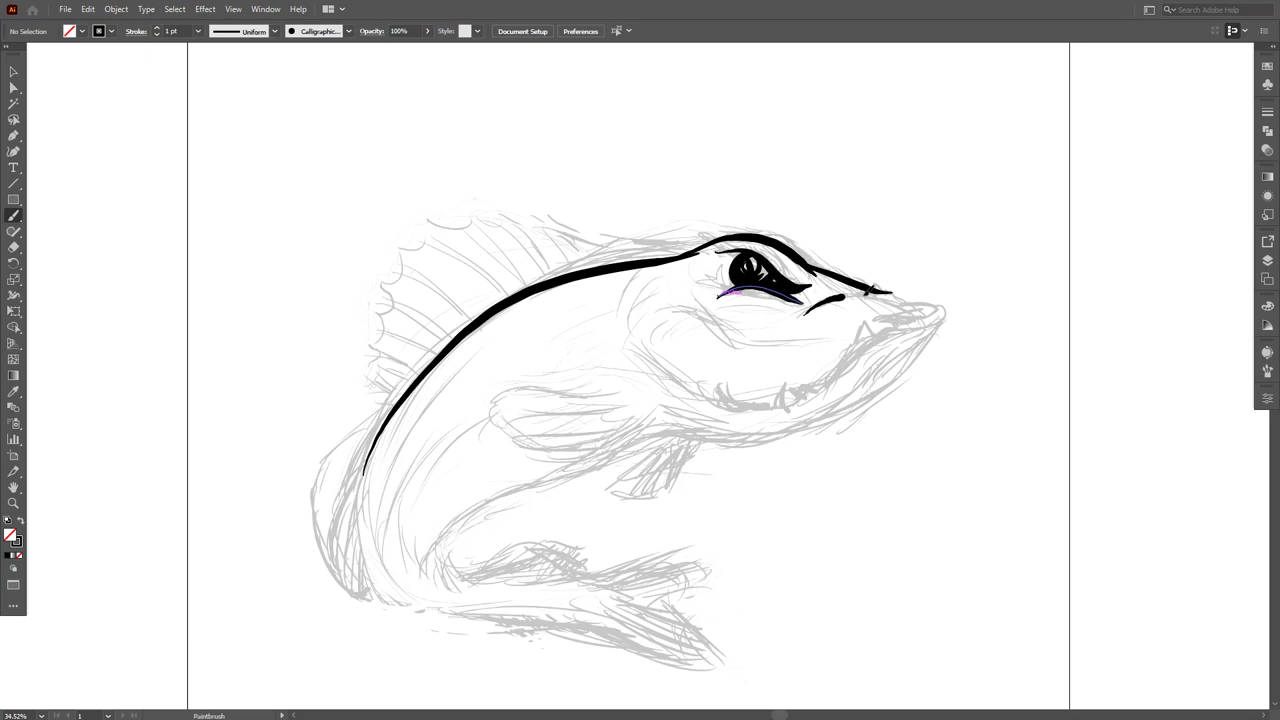 Ai File Edit Object Type Select Effect View Window Help Search Adobe Help
No Selection Stroke: 1 pt Uniform Calligraphic... Opacity: 100% Style: Document Setup Preferences
34.52% 1 Paintbrush